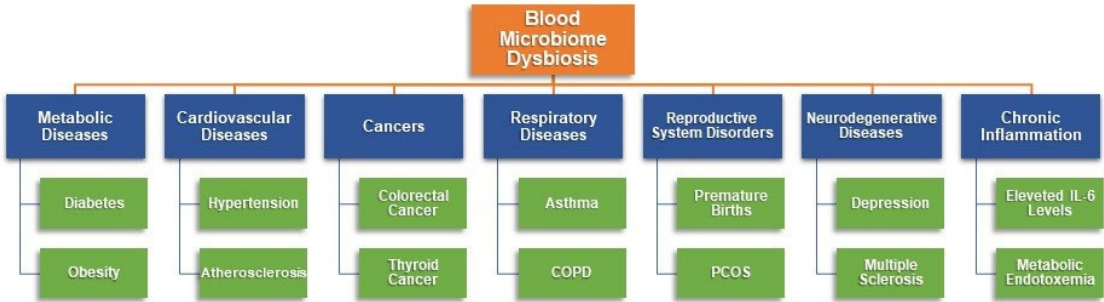 Blood
Microbiome
Dysbiosis
Metabolic
Diseases
Cardiovascular
Diseases
Cancers
Respiratory
Diseases
Reproductive
System Disorders
Neurodegenerative
Diseases
Chronic
Inflammation
Diabetes
Hypertension
Colorectal
Cancer
Asthma
Premature
Births
Depression
Eleveted IL-6
Levels
Obesity
Atherosclerosis
Thyroid
Cancer
COPD
PCOS
Multiple
Sclerosis
Metabolic
Endotoxemia